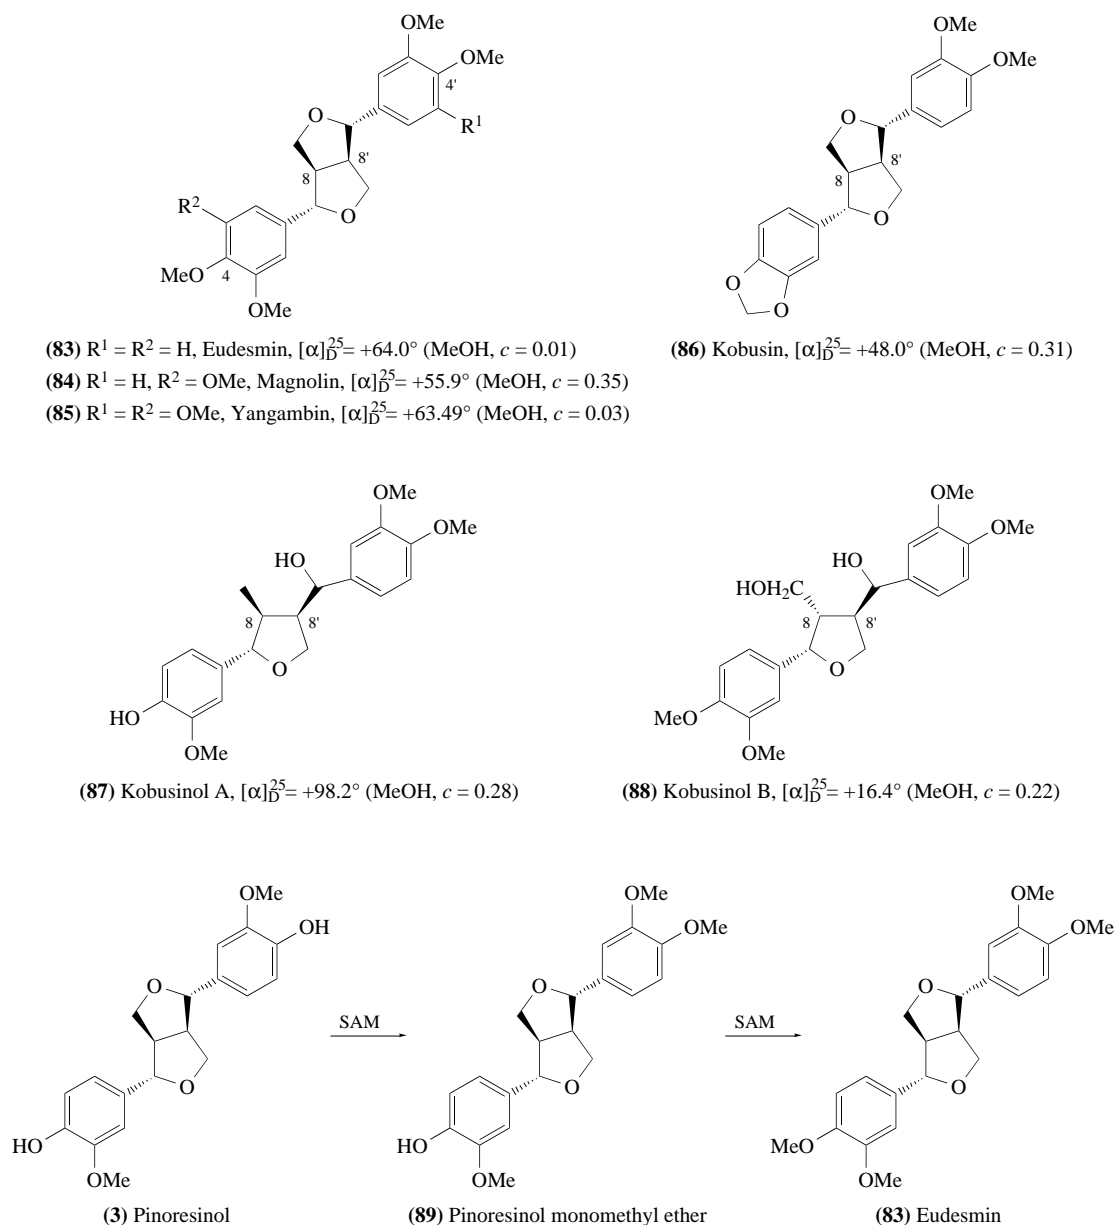 OMe
OMe
4'
R¹
O
8'
8
O
R²
4
MeO
OMe
(83) R¹ = R² = H, Eudesmin, [α]D25 = +64.0° (MeOH, c = 0.01)
(84) R¹ = H, R² = OMe, Magnolin, [α]D25 = +55.9° (MeOH, c = 0.35)
(85) R¹ = R² = OMe, Yangambin, [α]D25 = +63.49° (MeOH, c = 0.03)
OMe
OMe
O
8'
8
O
O
O
(86) Kobusin, [α]D25 = +48.0° (MeOH, c = 0.31)
OMe
OMe
HO
8
8'
O
HO
OMe
(87) Kobusinol A, [α]D25 = +98.2° (MeOH, c = 0.28)
OMe
OMe
HO
HOH₂C
8
8'
O
MeO
OMe
(88) Kobusinol B, [α]D25 = +16.4° (MeOH, c = 0.22)
OMe
OH
O
O
HO
OMe
(3) Pinoresinol
SAM
OMe
OMe
O
O
HO
OMe
(89) Pinoresinol monomethyl ether
SAM
OMe
OMe
O
O
MeO
OMe
(83) Eudesmin